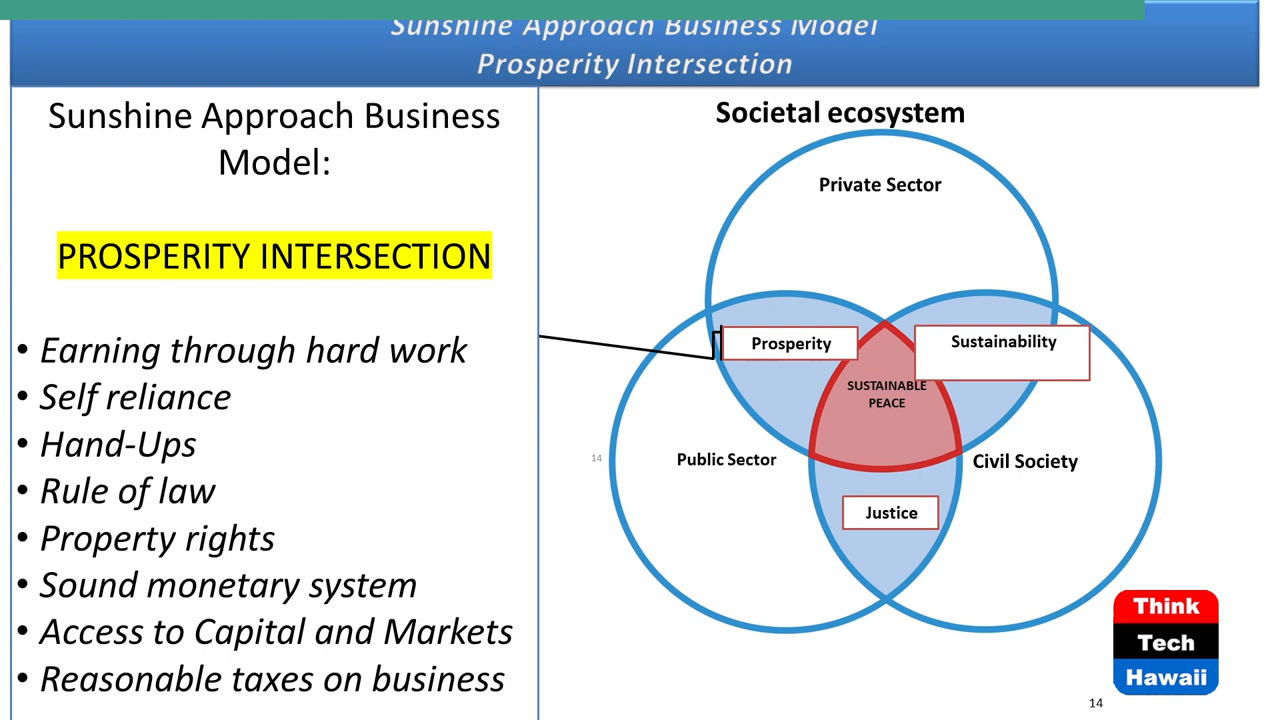 Sunshine Approach Business Model
Prosperity Intersection
Sunshine Approach Business
Model:
PROSPERITY INTERSECTION
• Earning through hard work
• Self reliance
• Hand-Ups
• Rule of law
• Property rights
• Sound monetary system
• Access to Capital and Markets
• Reasonable taxes on business
Societal ecosystem
Private Sector
Prosperity
Sustainability
SUSTAINABLE
PEACE
14
Public Sector
Civil Society
Justice
Think
Tech
Hawaii
14